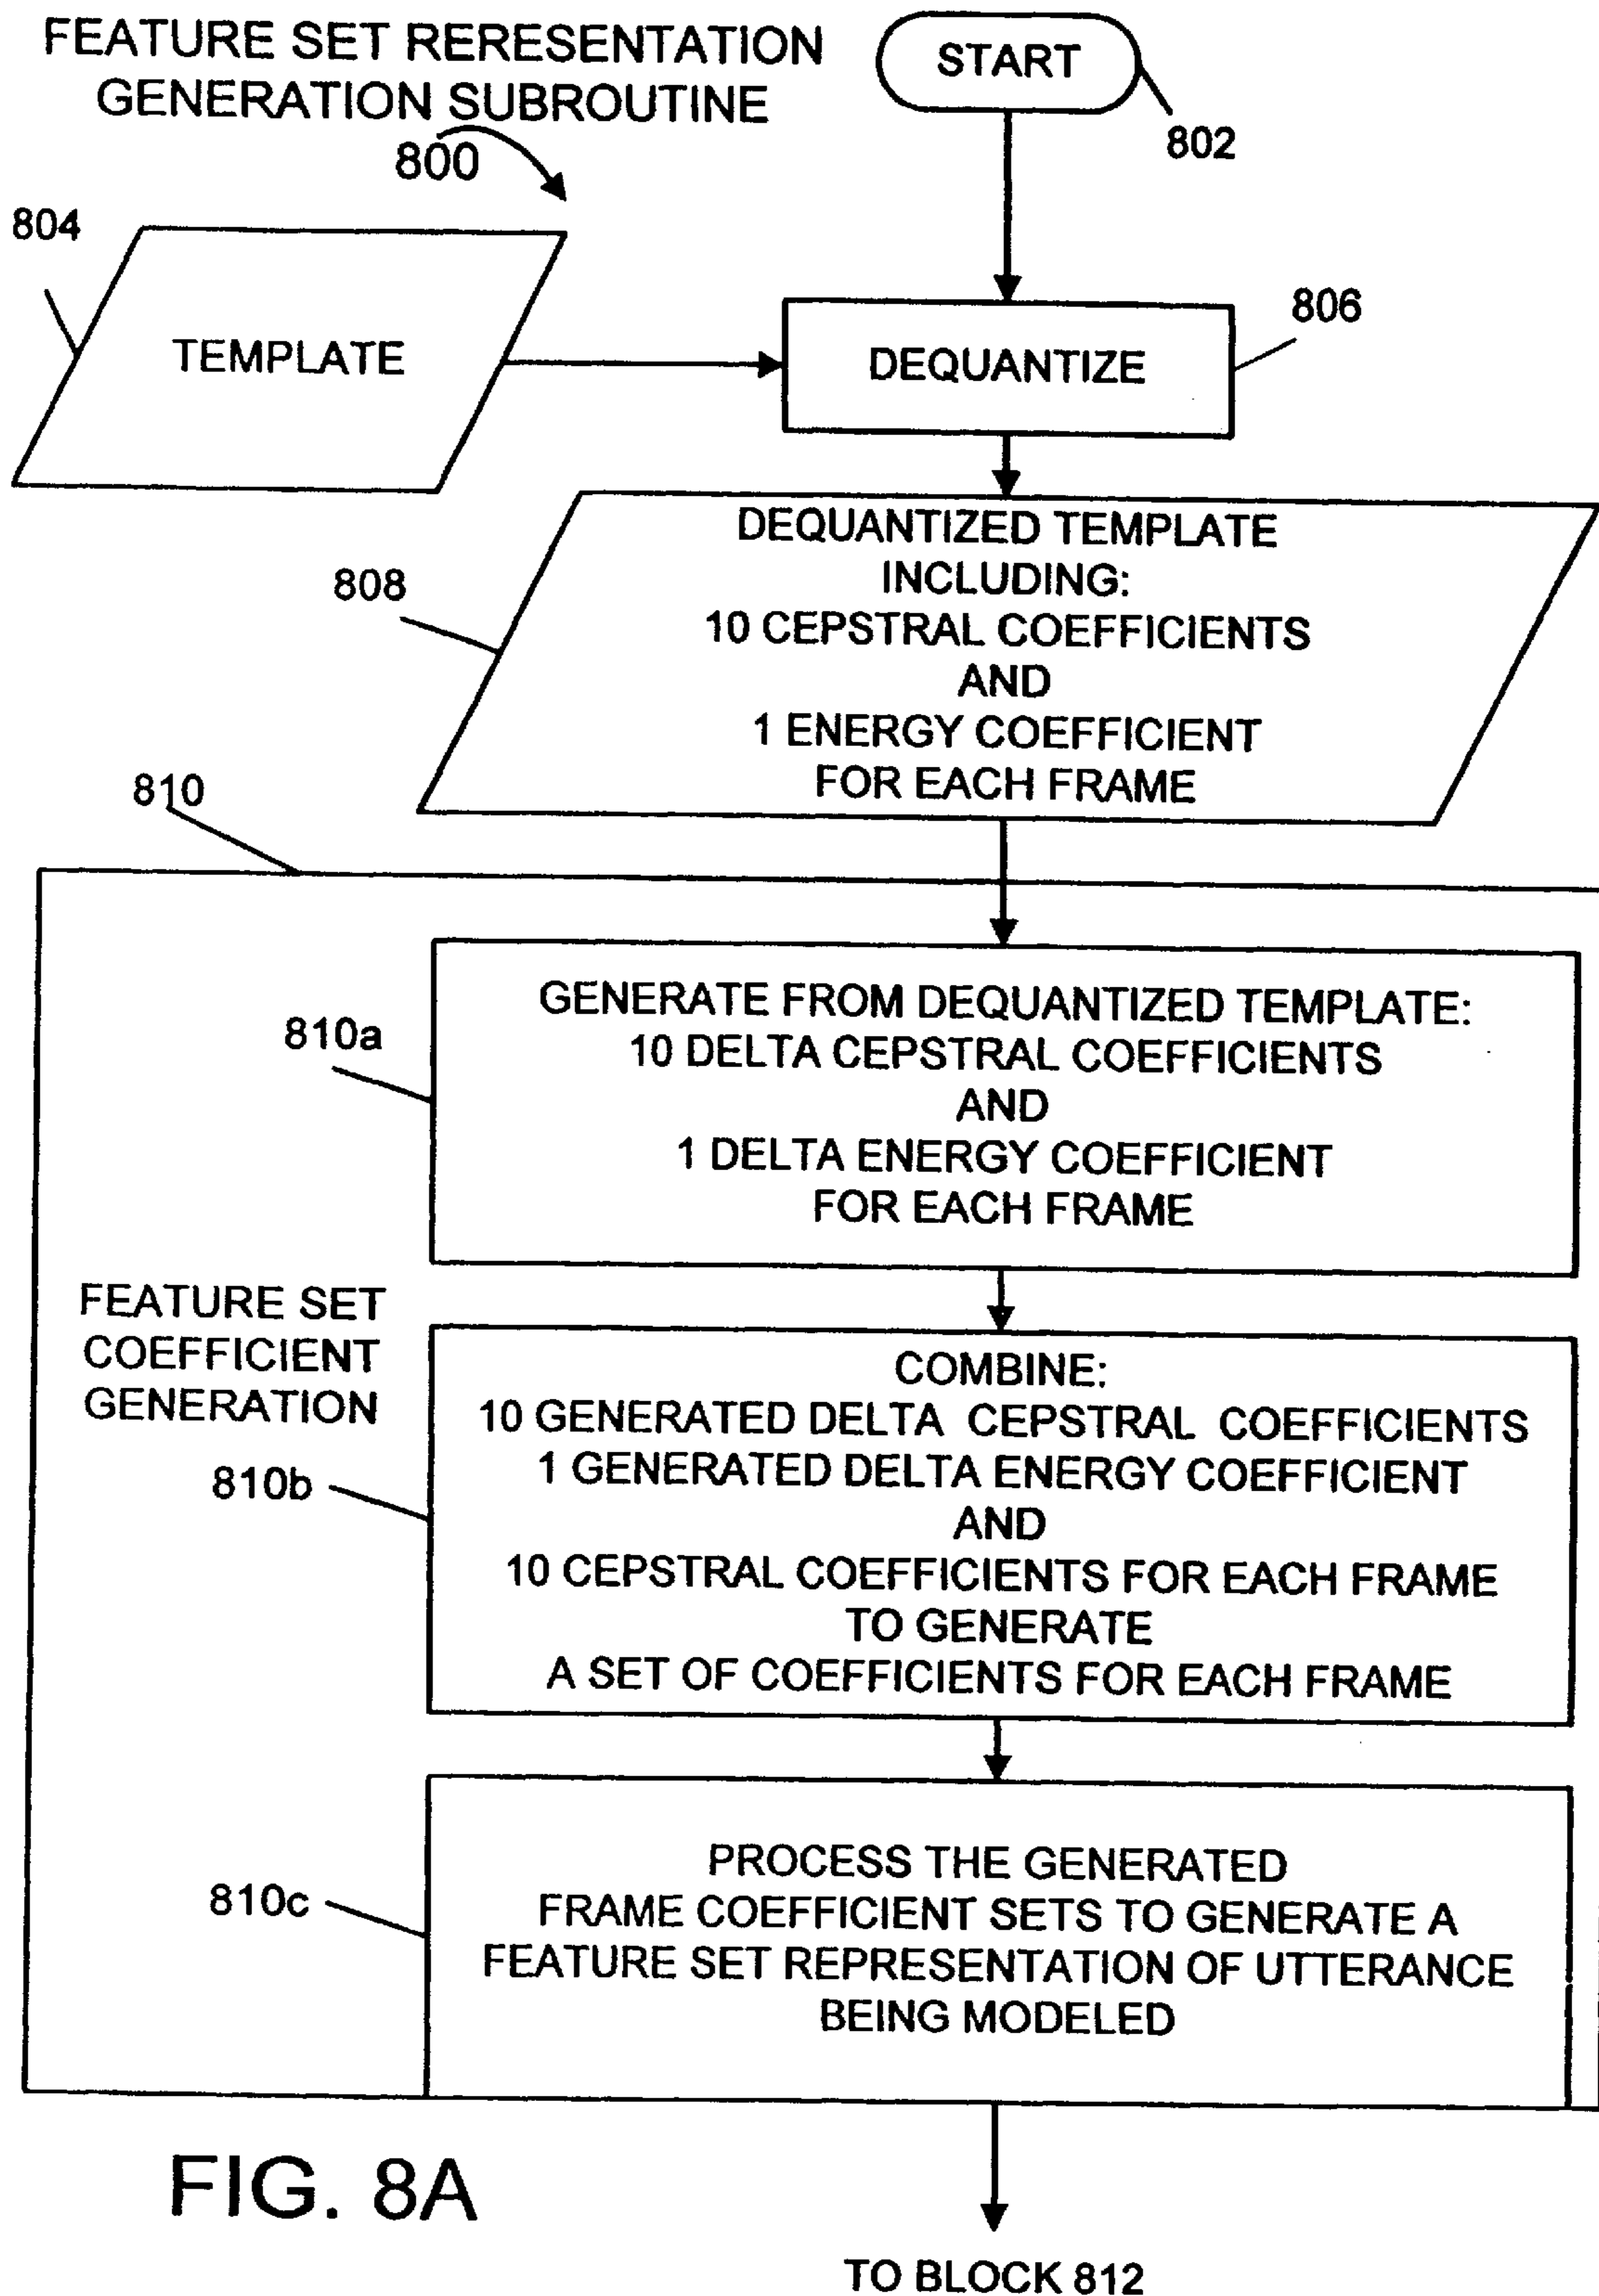 FEATURE SET RERESENTATION
GENERATION SUBROUTINE
800
START
802
804
TEMPLATE
DEQUANTIZE
806
DEQUANTIZED TEMPLATE
INCLUDING:
10 CEPSTRAL COEFFICIENTS
AND
1 ENERGY COEFFICIENT
FOR EACH FRAME
808
810
GENERATE FROM DEQUANTIZED TEMPLATE:
10 DELTA CEPSTRAL COEFFICIENTS
AND
1 DELTA ENERGY COEFFICIENT
FOR EACH FRAME
810a
FEATURE SET
COEFFICIENT
GENERATION
COMBINE:
10 GENERATED DELTA CEPSTRAL COEFFICIENTS
1 GENERATED DELTA ENERGY COEFFICIENT
AND
10 CEPSTRAL COEFFICIENTS FOR EACH FRAME
TO GENERATE
A SET OF COEFFICIENTS FOR EACH FRAME
810b
PROCESS THE GENERATED
FRAME COEFFICIENT SETS TO GENERATE A
FEATURE SET REPRESENTATION OF UTTERANCE
BEING MODELED
810c
FIG. 8A
TO BLOCK 812